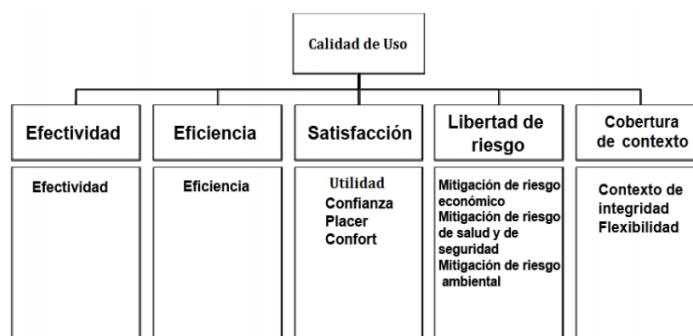 Calidad de Uso
Efectividad
Eficiencia
Satisfacción
Libertad de
riesgo
Cobertura
de contexto
Efectividad
Eficiencia
Utilidad
Confianza
Placer
Confort
Mitigación de riesgo
económico
Mitigación de riesgo
de salud y de
seguridad
Mitigación de riesgo
ambiental
Contexto de
integridad
Flexibilidad